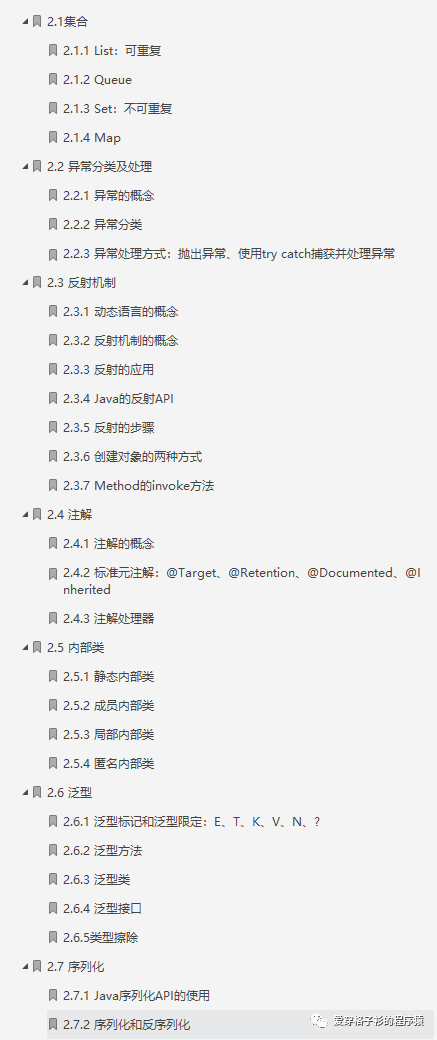 2.1集合
2.1.1 List：可重复
2.1.2 Queue
2.1.3 Set：不可重复
2.1.4 Map
2.2 异常分类及处理
2.2.1 异常的概念
2.2.2 异常分类
2.2.3 异常处理方式：抛出异常、使用try catch捕获并处理异常
2.3 反射机制
2.3.1 动态语言的概念
2.3.2 反射机制的概念
2.3.3 反射的应用
2.3.4 Java的反射API
2.3.5 反射的步骤
2.3.6 创建对象的两种方式
2.3.7 Method的invoke方法
2.4 注解
2.4.1 注解的概念
2.4.2 标准元注解：@Target、@Retention、@Documented、@I
nherited
2.4.3 注解处理器
2.5 内部类
2.5.1 静态内部类
2.5.2 成员内部类
2.5.3 局部内部类
2.5.4 匿名内部类
2.6 泛型
2.6.1 泛型标记和泛型限定：E、T、K、V、N、?
2.6.2 泛型方法
2.6.3 泛型类
2.6.4 泛型接口
2.6.5类型擦除
2.7 序列化
2.7.1 Java序列化API的使用
2.7.2 序列化和反序列化
爱穿格子衫的程序猿